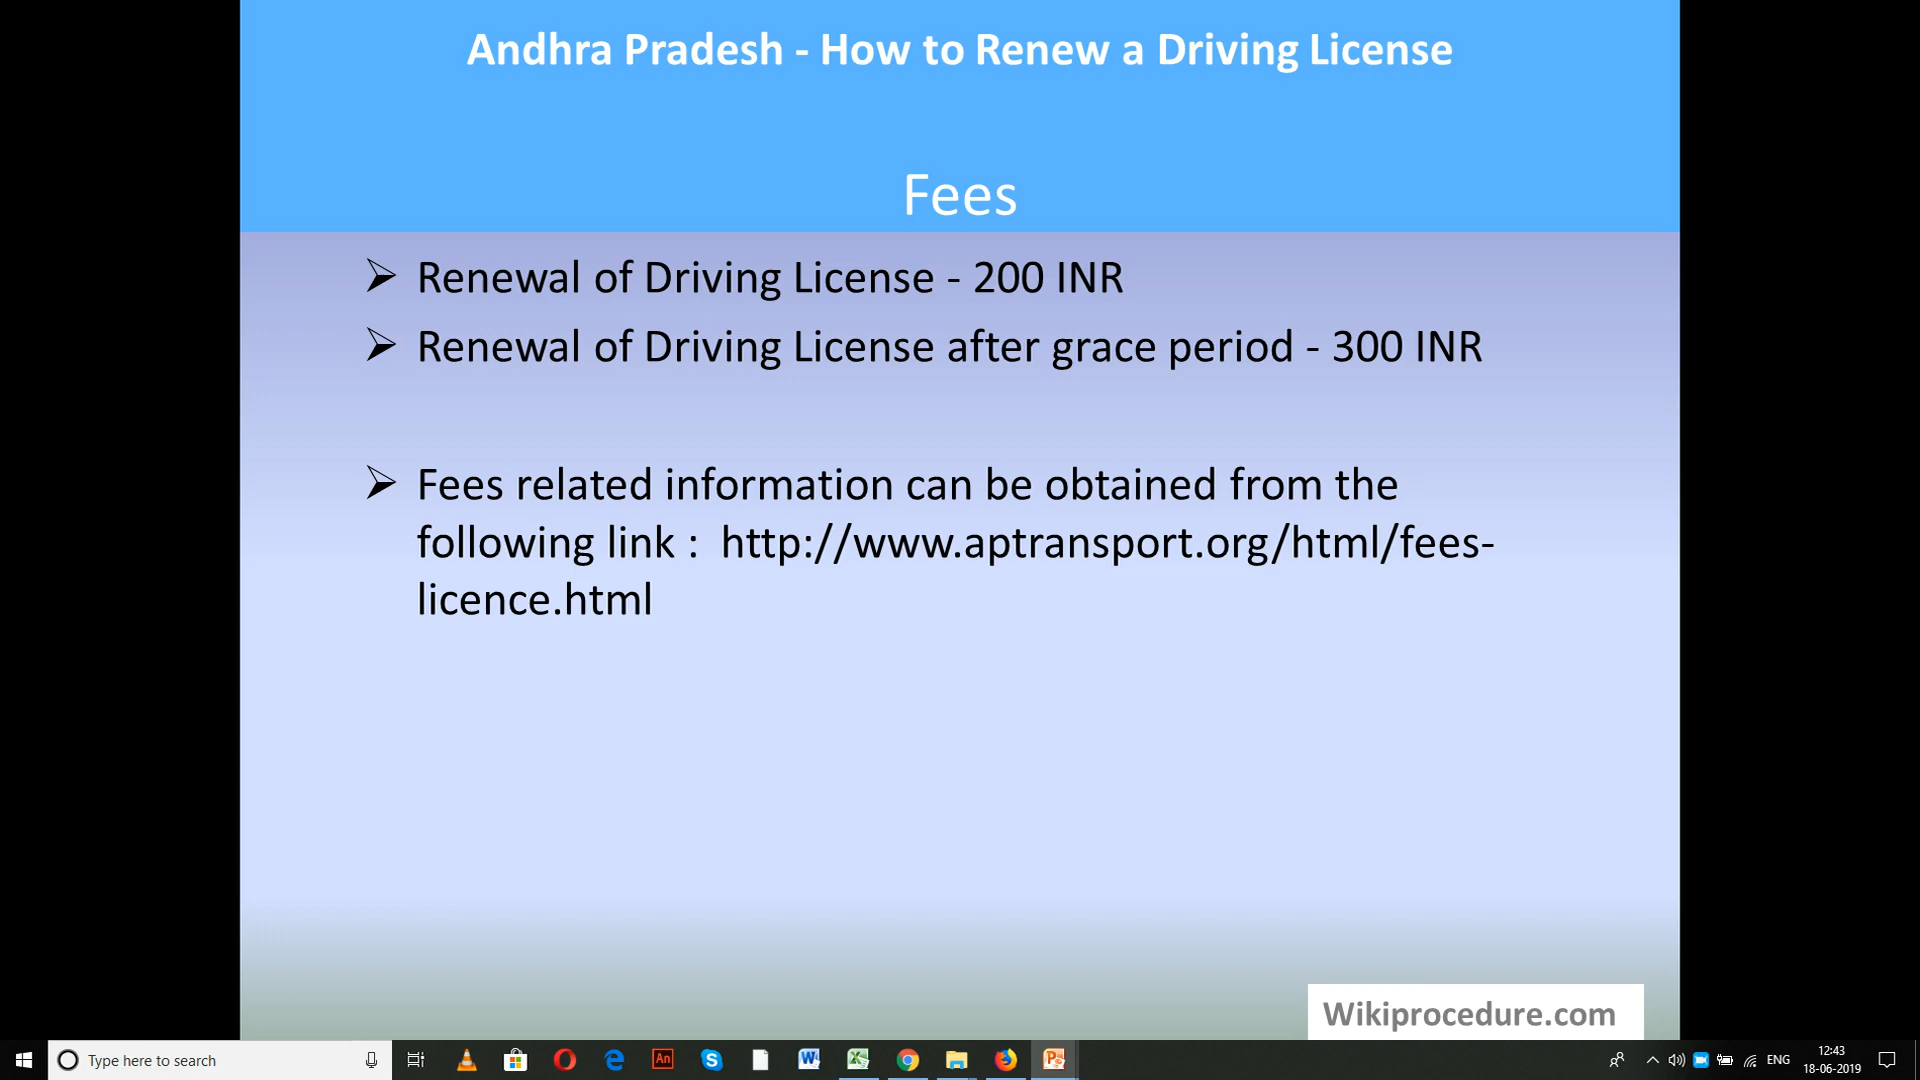 Andhra Pradesh - How to Renew a Driving License
Fees
➢ Renewal of Driving License - 200 INR
➢ Renewal of Driving License after grace period - 300 INR
➢ Fees related information can be obtained from the
following link :  http://www.aptransport.org/html/fees-
licence.html
Wikiprocedure.com
Type here to search
An
ENG
12:43
18-06-2019